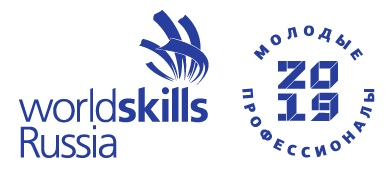 worldskills
Russia
МОЛОДЫЕ
2019
ПРОФЕССИОНАЛЫ